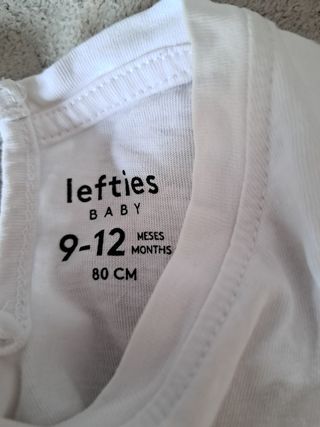 lefties
BABY
9-12 MESES
MONTHS
80 CM